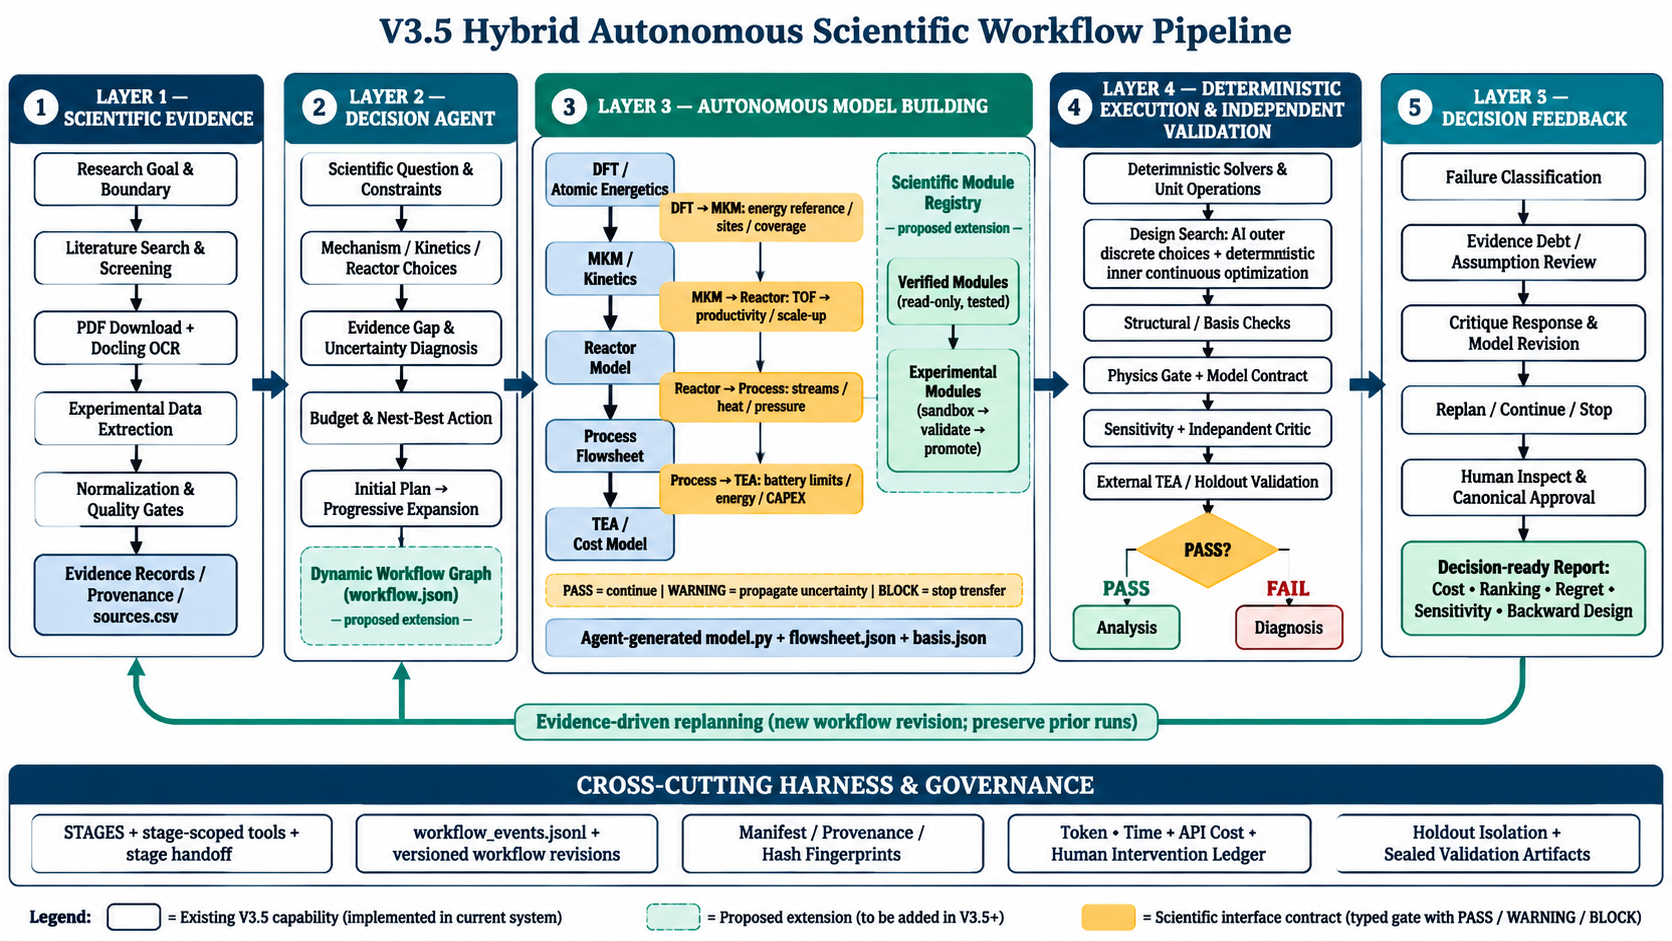 V3.5 Hybrid Autonomous Scientific Workflow Pipeline
1
LAYER 1 —
SCIENTIFIC EVIDENCE
Research Goal &
Boundary
Literature Search &
Screening
PDF Download +
Docling OCR
Experimental Data
Extrection
Normalization &
Quality Gates
Evidence Records /
Provenance /
sources.csv
2
LAYER 2 —
DECISION AGENT
Scientific Question &
Constraints
Mechanism / Kinetics /
Reactor Choices
Evidence Gap &
Uncertainty Diagnosis
Budget & Next-Best Action
Initial Plan →
Progressive Expansion
Dynamic Workflow Graph
(workflow.json)
— proposed extension —
3
LAYER 3 — AUTONOMOUS MODEL BUILDING
DFT /
Atomic Energetics
MKM /
Kinetics
Reactor
Model
Process
Flowsheet
TEA /
Cost Model
DFT → MKM: energy reference /
sites / coverage
MKM → Reactor: TOF →
productivity / scale-up
Reactor → Process: streams /
heat / pressure
Process → TEA: battery limits /
energy / CAPEX
Scientific Module
Registry
— proposed extension —
Verified Modules
(read-only, tested)
Experimental
Modules
(sandbox →
validate →
promote)
PASS = continue | WARNING = propagate uncertainty | BLOCK = stop transfer
Agent-generated model.py + flowsheet.json + basis.json
4
LAYER 4 — DETERMINISTIC
EXECUTION & INDEPENDENT
VALIDATION
Deterimnistic Solvers &
Unit Operations
Design Search: AI outer
discrete choices + determnistic
inner continuous optimization
Structural / Basis Checks
Physics Gate + Model Contract
Sensitivity + Indepandent Critic
External TEA / Holdout Validation
PASS?
PASS
FAIL
Analysis
Diagnosis
5
LAYER 5 —
DECISION FEEDBACK
Failure Classification
Evidence Debt /
Assumption Review
Critique Response &
Model Revision
Replan / Continue / Stop
Human Inspect &
Canonical Approval
Decision-ready Report:
Cost • Ranking • Regret •
Sensitivity • Backward Design
Evidence-driven replanning (new workflow revision; preserve prior runs)
CROSS-CUTTING HARNESS & GOVERNANCE
STAGES + stage-scoped tools +
stage handoff
workflow_events.jsonl +
versioned workflow revisions
Manifest / Provenance /
Hash Fingerprints
Token • Time + API Cost +
Human Intervention Ledger
Holdout Isolation +
Sealed Validation Artifacts
Legend:
= Existing V3.5 capability (implemented in current system)
= Proposed extension (to be added in V3.5+)
= Scientific interface contract (typed gate with PASS / WARNING / BLOCK)